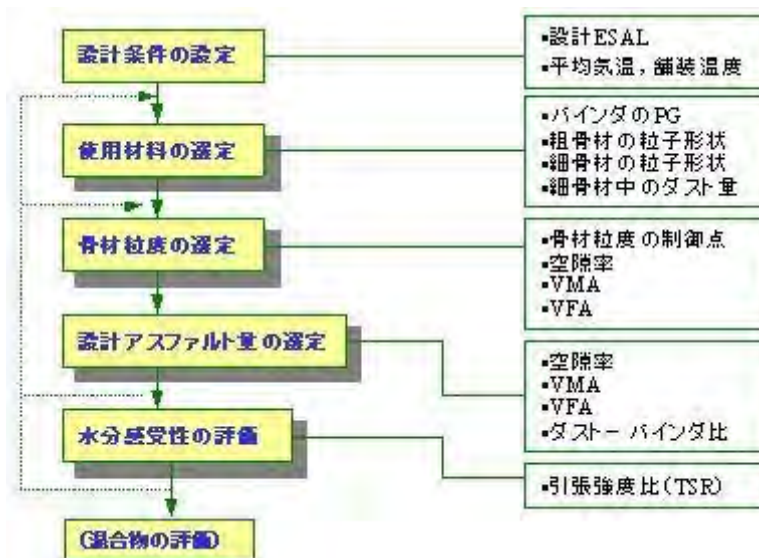 設計条件の設定
▪設計ESAL
▪平均気温,舗装温度
使用材料の選定
▪バインダのPG
▪粗骨材の粒子形状
▪細骨材の粒子形状
▪細骨材中のダスト量
骨材粒度の選定
▪骨材粒度の制御点
▪空隙率
▪VMA
▪VFA
設計アスファルト量の選定
▪空隙率
▪VMA
▪VFA
▪ダストーバインダ比
水分感受性の評価
▪引張強度比(TSR)
(混合物の評価)